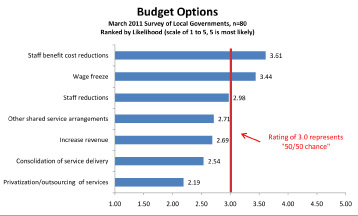 Budget Options
March 2011 Survey of Local Governments, n=80
Ranked by Likelihood (scale of 1 to 5, 5 is most likely)
Staff benefit cost reductions 3.61
Wage freeze 3.44
Staff reductions 2.98
Other shared service arrangements 2.71
Increase revenue 2.69
Consolidation of service delivery 2.54
Privatization/outsourcing of services 2.19
Rating of 3.0 represents
"50/50 chance"
1.00 1.50 2.00 2.50 3.00 3.50 4.00 4.50 5.00